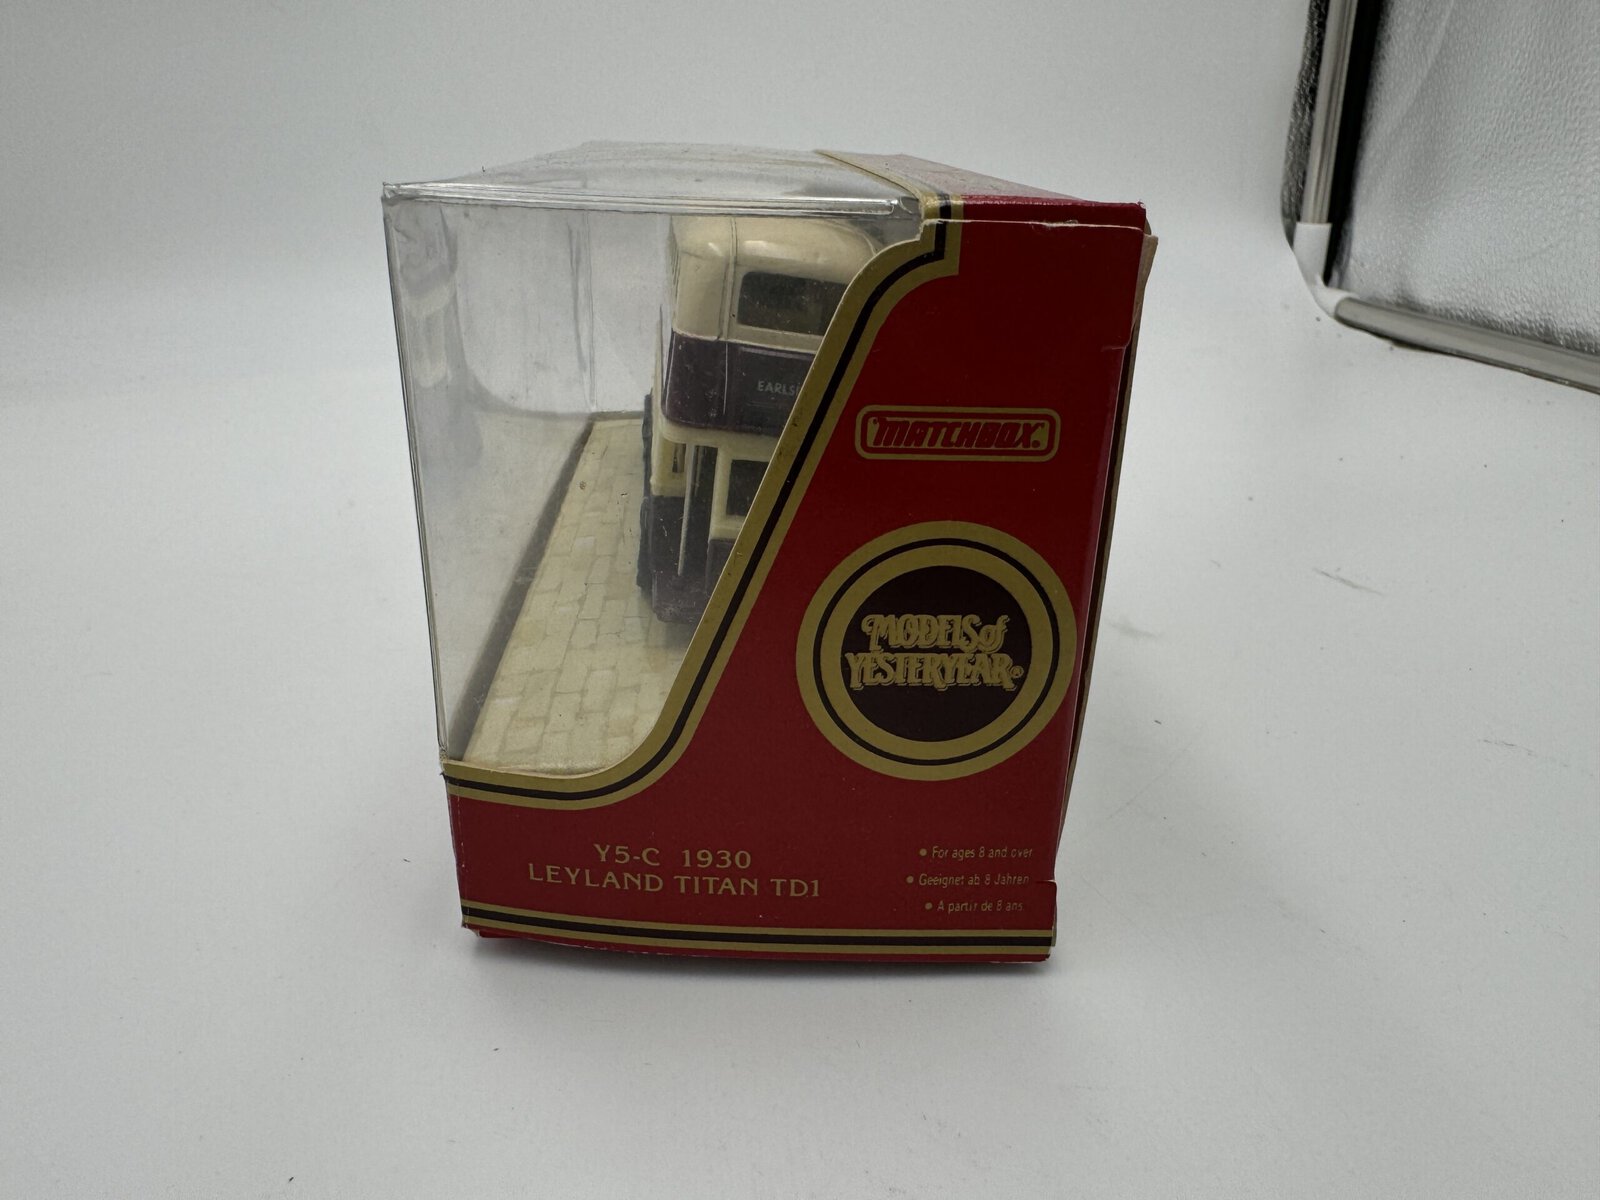 MATCHBOX®
MODELS of
YESTERYEAR®
Y5-C 1930
LEYLAND TITAN TD1
• For ages 8 and over
• Geeignet ab 8 Jahren
• A partir de 8 ans